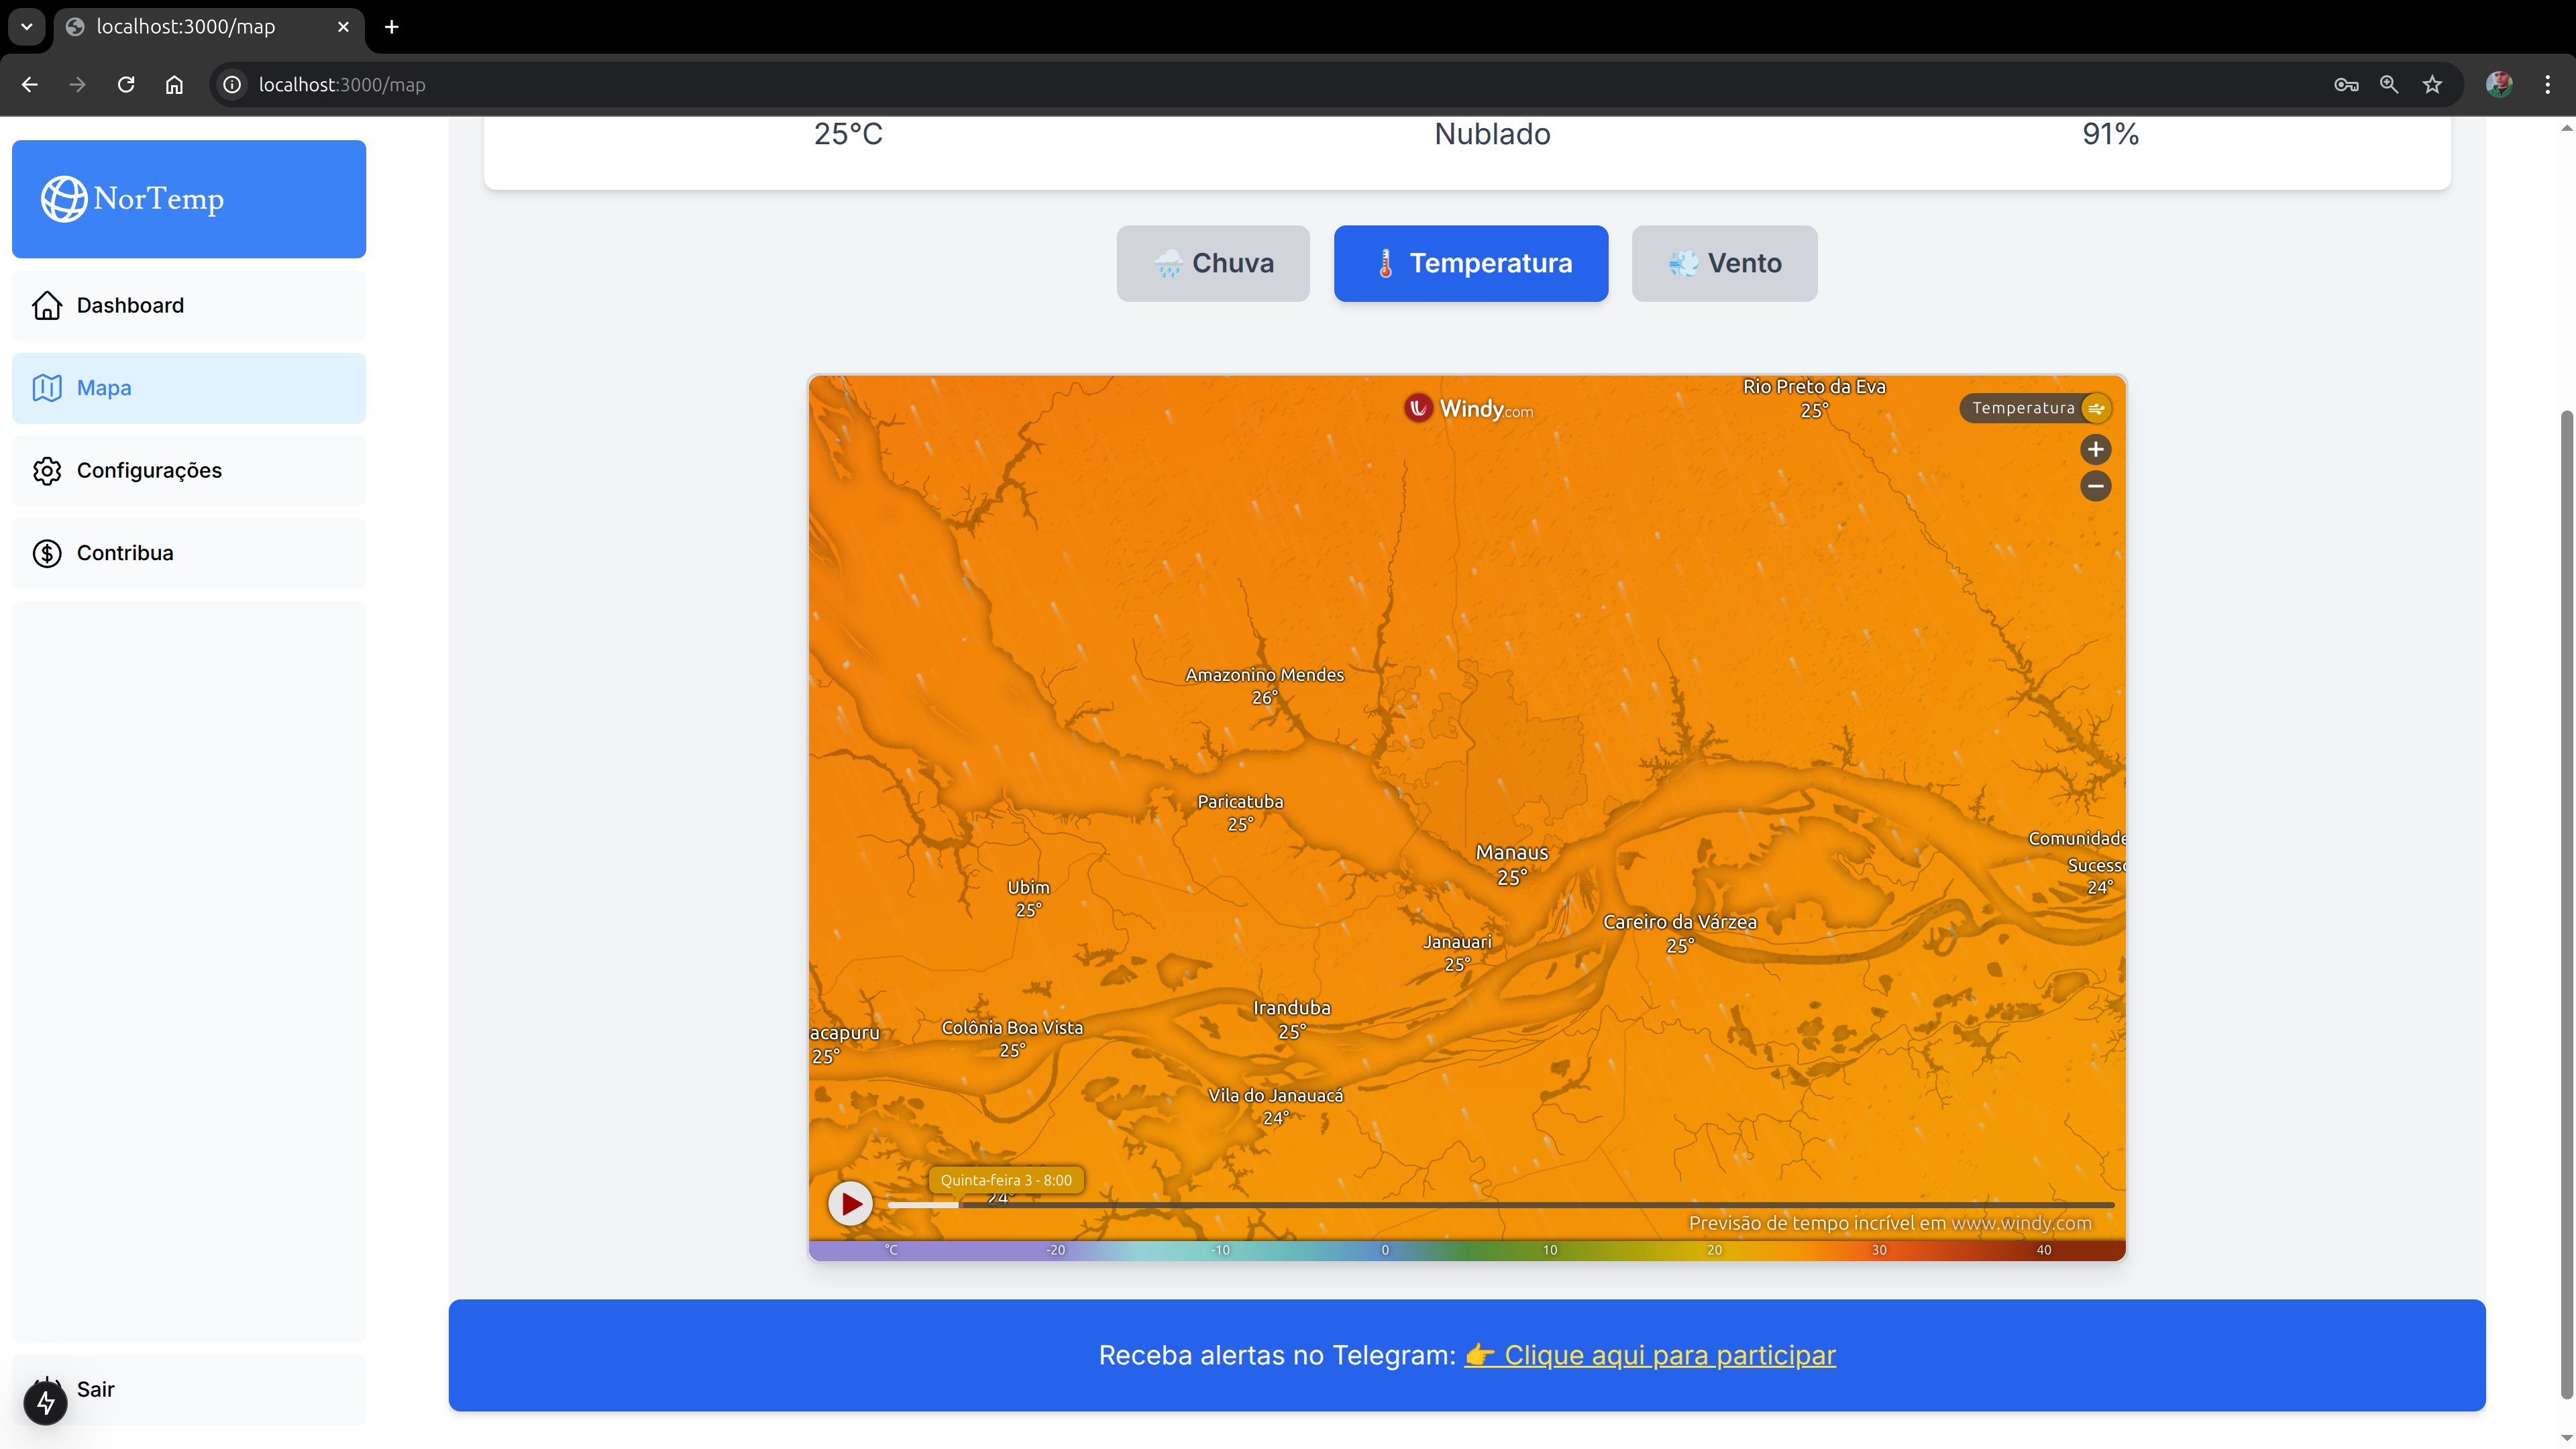 localhost:3000/map
localhost:3000/map
25°C
Nublado
91%
NorTemp
Dashboard
Mapa
Configurações
Contribua
Sair
Chuva
Temperatura
Vento
Windy.com
Rio Preto da Eva
25°
Temperatura
+
−
Amazonino Mendes
26°
Paricatuba
25°
Manaus
25°
Comunidade
Sucesso
24°
Ubim
25°
Careiro da Várzea
25°
Janauari
25°
Iranduba
25°
Colônia Boa Vista
25°
acapuru
25°
Vila do Janauacá
24°
Quinta-feira 3 - 8:00
24°
Previsão de tempo incrível em www.windy.com
°C -20 -10 0 10 20 30 40
Receba alertas no Telegram: 👉 Clique aqui para participar